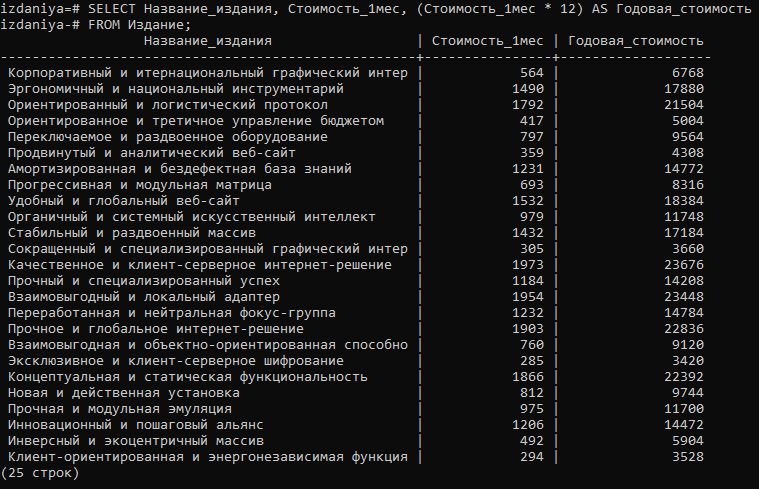 izdaniya=# SELECT Название_издания, Стоимость_1мес, (Стоимость_1мес * 12) AS Годовая_стоимость
izdaniya-# FROM Издание;
Название_издания | Стоимость_1мес | Годовая_стоимость
----------------------------------------------------+----------------+-------------------
Корпоративный и итернациональный графический интер | 564 | 6768
Эргономичный и национальный инструментарий | 1490 | 17880
Ориентированный и логистический протокол | 1792 | 21504
Ориентированное и третичное управление бюджетом | 417 | 5004
Переключаемое и раздвоенное оборудование | 797 | 9564
Продвинутый и аналитический веб-сайт | 359 | 4308
Амортизированная и бездефектная база знаний | 1231 | 14772
Прогрессивная и модульная матрица | 693 | 8316
Удобный и глобальный веб-сайт | 1532 | 18384
Органичный и системный искусственный интеллект | 979 | 11748
Стабильный и раздвоенный массив | 1432 | 17184
Сокращенный и специализированный графический интер | 305 | 3660
Качественное и клиент-серверное интернет-решение | 1973 | 23676
Прочный и специализированный успех | 1184 | 14208
Взаимовыгодный и локальный адаптер | 1954 | 23448
Переработанная и нейтральная фокус-группа | 1232 | 14784
Прочное и глобальное интернет-решение | 1903 | 22836
Взаимовыгодная и объектно-ориентированная способно | 760 | 9120
Эксклюзивное и клиент-серверное шифрование | 285 | 3420
Концептуальная и статическая функциональность | 1866 | 22392
Новая и действенная установка | 812 | 9744
Прочная и модульная эмуляция | 975 | 11700
Инновационный и пошаговый альянс | 1206 | 14472
Инверсный и экоцентричный массив | 492 | 5904
Клиент-ориентированная и энергонезависимая функция | 294 | 3528
(25 строк)